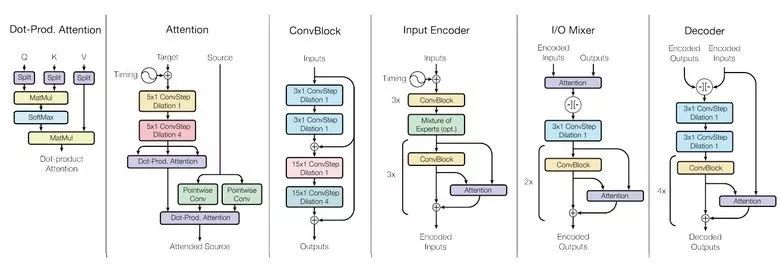 Dot-Prod. Attention
Q K V
Split Split Split
MatMul
SoftMax
MatMul
Dot-product
Attention
Attention
Target Source
Timing
5x1 ConvStep
Dilation 1
5x1 ConvStep
Dilation 4
Dot-Prod. Attention
Pointwise
Conv
Pointwise
Conv
Dot-Prod. Attention
Attended Source
ConvBlock
Inputs
3x1 ConvStep
Dilation 1
3x1 ConvStep
Dilation 1
15x1 ConvStep
Dilation 1
15x1 ConvStep
Dilation 4
Outputs
Input Encoder
Inputs
Timing
3x
ConvBlock
Mixture of
Experts (opt.)
3x
ConvBlock
Attention
Encoded
Inputs
I/O Mixer
Encoded
Inputs
Outputs
Attention
3x1 ConvStep
Dilation 1
2x
ConvBlock
Attention
Encoded
Outputs
Decoder
Encoded
Outputs
Encoded
Inputs
3x1 ConvStep
Dilation 1
3x1 ConvStep
Dilation 1
4x
ConvBlock
Attention
Decoded
Outputs